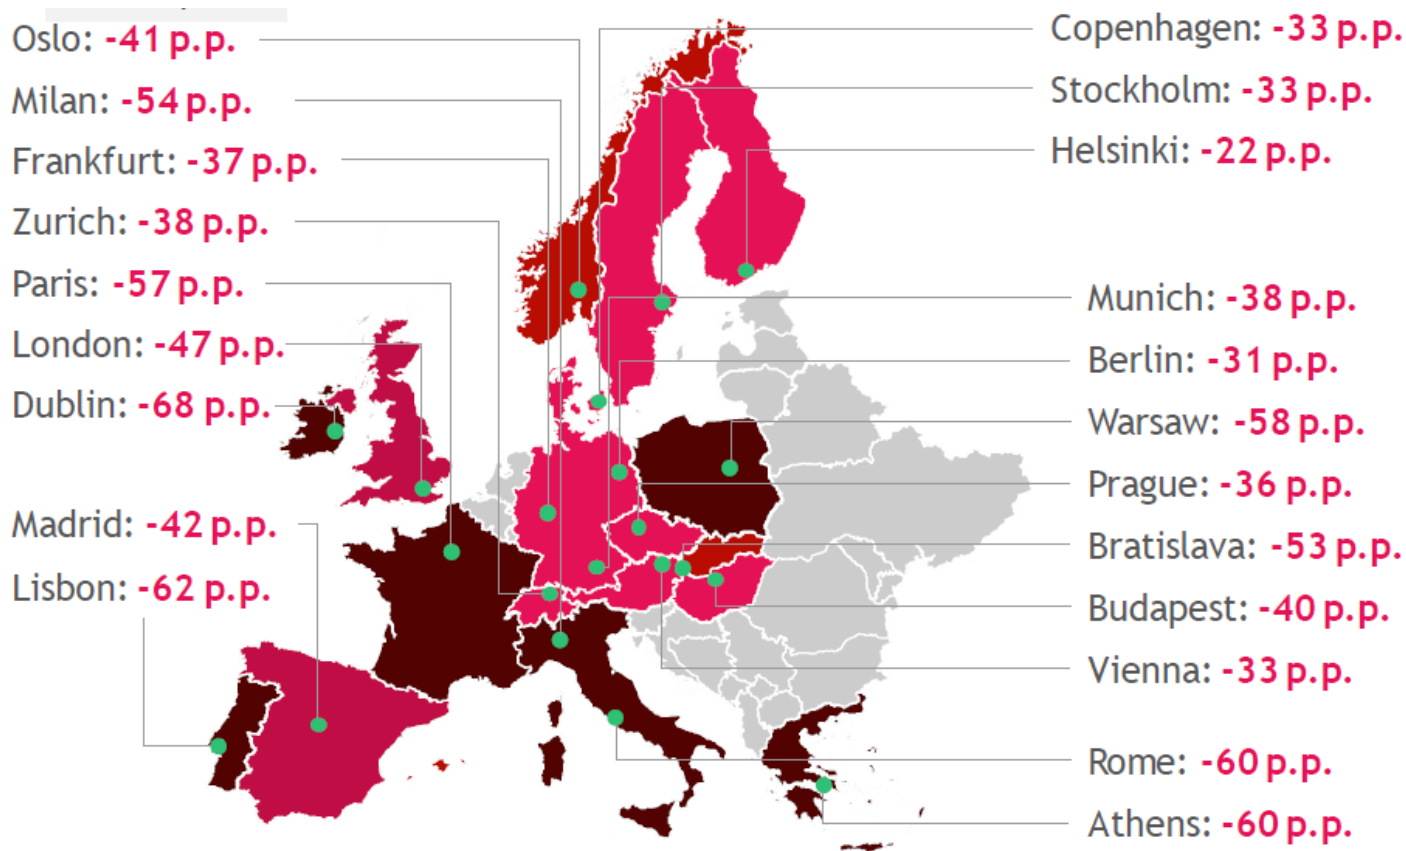 Oslo: -41 p.p.
Milan: -54 p.p.
Frankfurt: -37 p.p.
Zurich: -38 p.p.
Paris: -57 p.p.
London: -47 p.p.
Dublin: -68 p.p.
Madrid: -42 p.p.
Lisbon: -62 p.p.
Copenhagen: -33 p.p.
Stockholm: -33 p.p.
Helsinki: -22 p.p.
Munich: -38 p.p.
Berlin: -31 p.p.
Warsaw: -58 p.p.
Prague: -36 p.p.
Bratislava: -53 p.p.
Budapest: -40 p.p.
Vienna: -33 p.p.
Rome: -60 p.p.
Athens: -60 p.p.